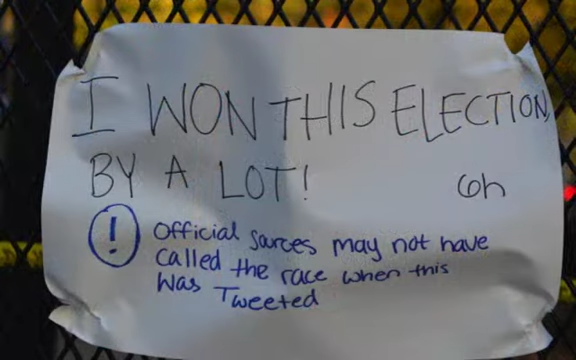 I WON THIS ELECTION,
BY A LOT! 6h
! Official sources may not have
called the race when this
Was Tweeted